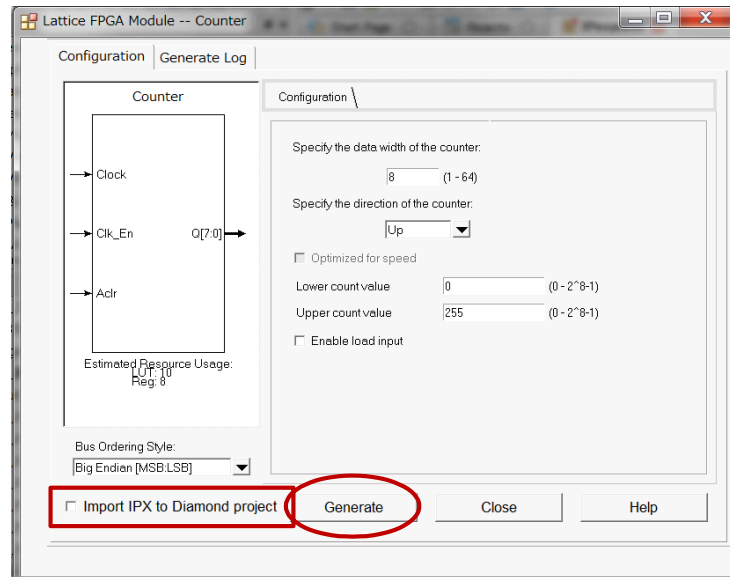 Lattice FPGA Module -- Counter
Configuration Generate Log
Counter
Clock
Clk_En Q[7:0]
Aclr
Estimated Resource Usage:
LUT: 10
Reg: 8
Bus Ordering Style:
Big Endian [MSB:LSB]
Configuration \
Specify the data width of the counter:
8 (1 - 64)
Specify the direction of the counter:
Up
Optimized for speed
Lower count value 0 (0 - 2^8-1)
Upper count value 255 (0 - 2^8-1)
Enable load input
Import IPX to Diamond project Generate Close Help